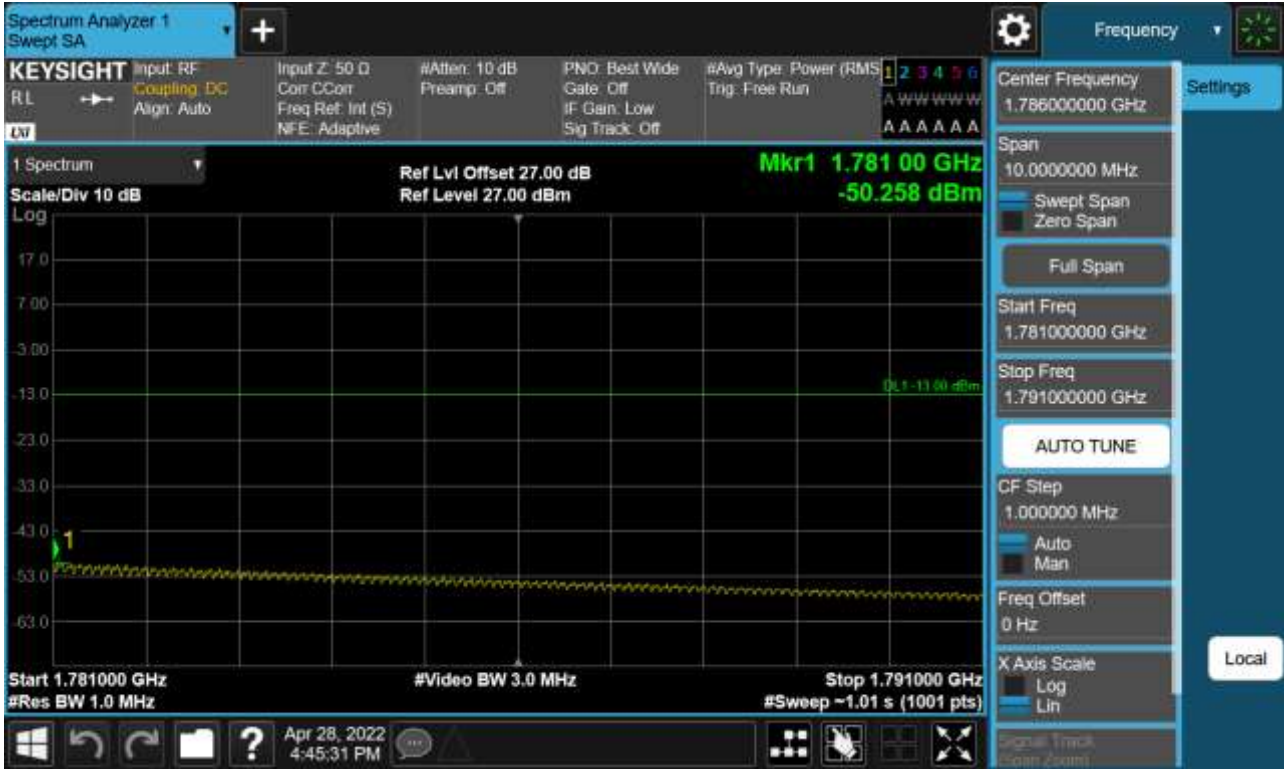 Spectrum Analyzer 1
Swept SA
Frequency
KEYSIGHT
RL
LXI
Input: RF
Coupling: DC
Align: Auto
Input Z: 50 Ω
Corr CCorr
Freq Ref: Int (S)
NFE: Adaptive
#Atten: 10 dB
Preamp: Off
PNO: Best Wide
Gate: Off
IF Gain: Low
Sig Track: Off
#Avg Type: Power (RMS
Trig: Free Run
1 2 3 4 5 6
A W W W W W
A A A A A A
1 Spectrum
Scale/Div 10 dB
Log
Ref Lvl Offset 27.00 dB
Ref Level 27.00 dBm
Mkr1 1.781 00 GHz
-50.258 dBm
17.0
7.00
-3.00
DL1 -13.00 dBm
-13.0
-23.0
-33.0
-43.0
1
-53.0
-63.0
Start 1.781000 GHz
#Video BW 3.0 MHz
Stop 1.791000 GHz
#Res BW 1.0 MHz
#Sweep ~1.01 s (1001 pts)
Center Frequency
1.786000000 GHz
Settings
Span
10.0000000 MHz
Swept Span
Zero Span
Full Span
Start Freq
1.781000000 GHz
Stop Freq
1.791000000 GHz
AUTO TUNE
CF Step
1.000000 MHz
Auto
Man
Freq Offset
0 Hz
X Axis Scale
Log
Lin
Local
Signal Track
(Span Zoom)
?
Apr 28, 2022
4:45:31 PM